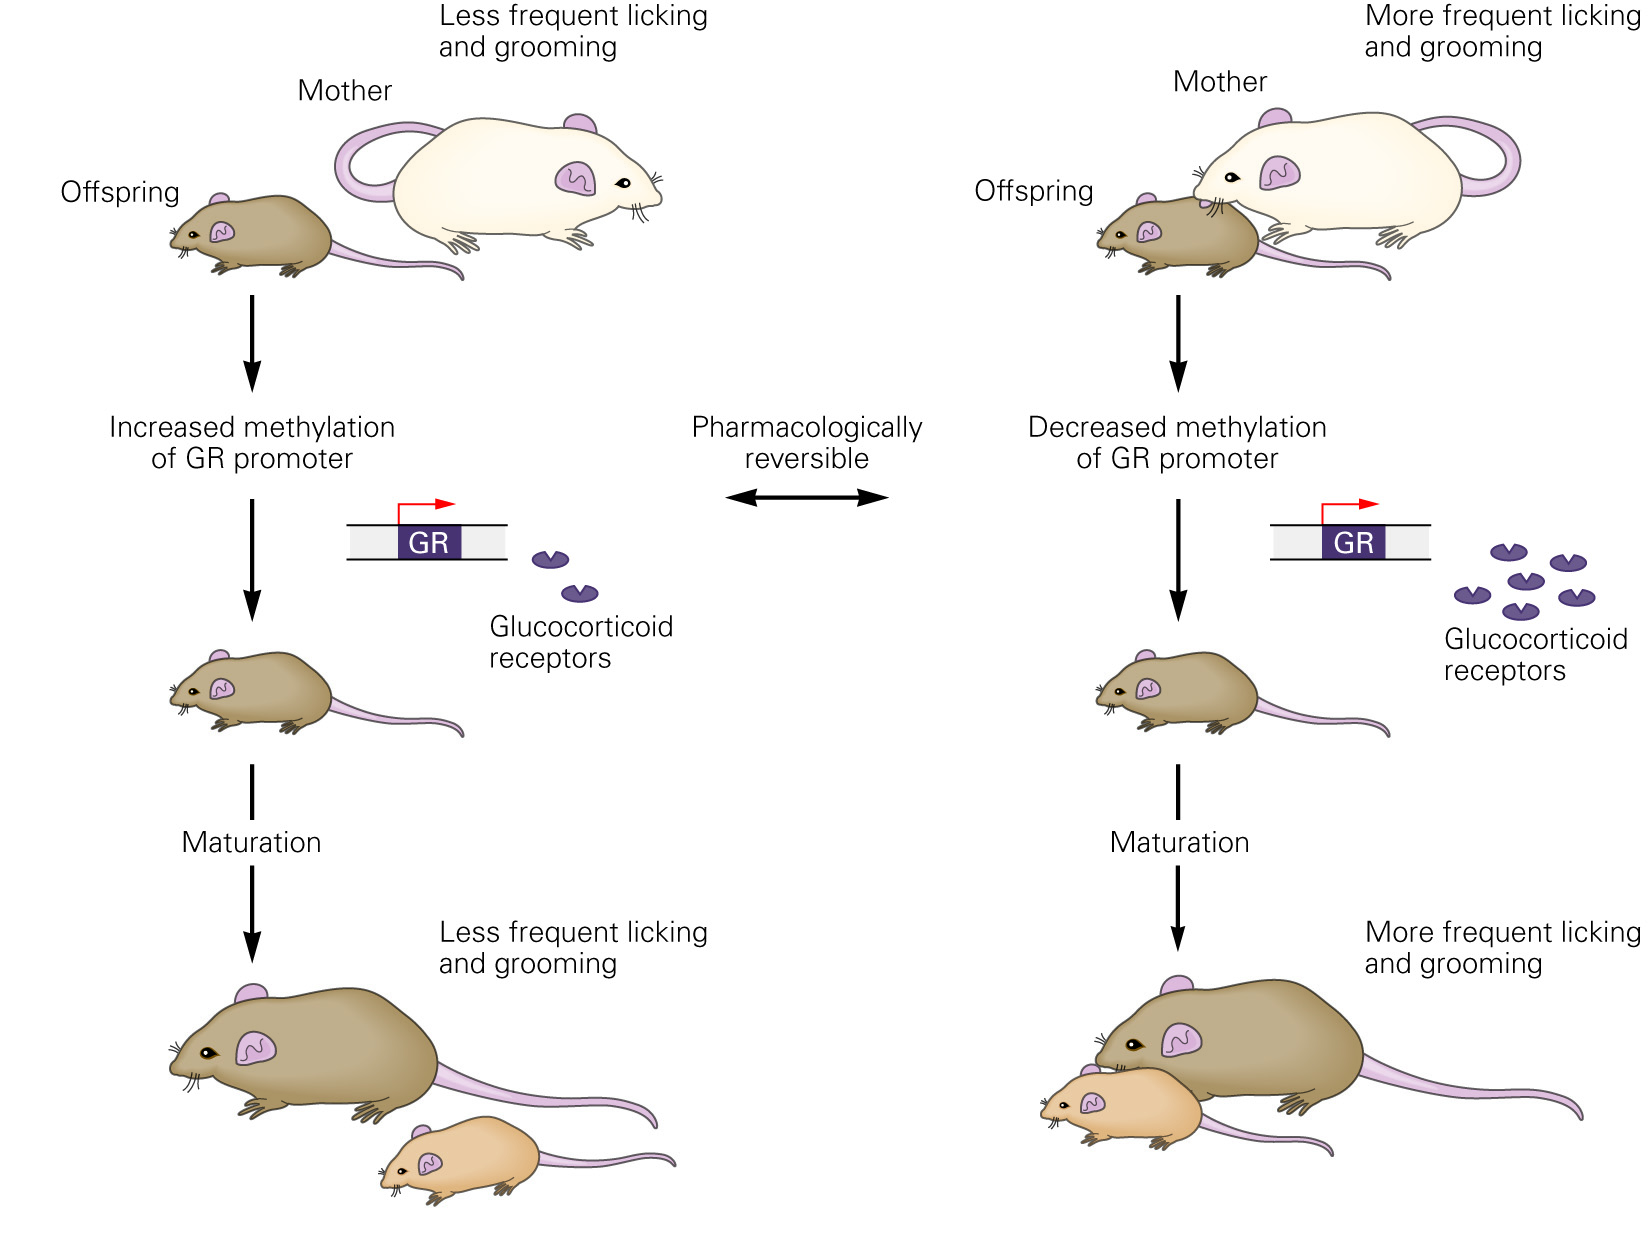 Less frequent licking
and grooming
Mother
Offspring
Increased methylation
of GR promoter
GR
Glucocorticoid
receptors
Maturation
Less frequent licking
and grooming
Pharmacologically
reversible
More frequent licking
and grooming
Mother
Offspring
Decreased methylation
of GR promoter
GR
Glucocorticoid
receptors
Maturation
More frequent licking
and grooming